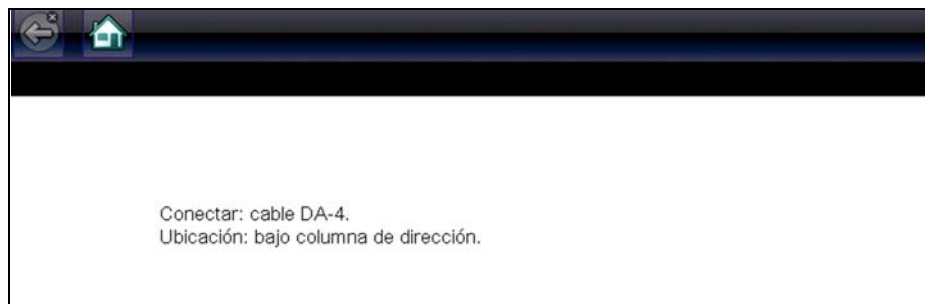 Conectar: cable DA-4.
Ubicación: bajo columna de dirección.